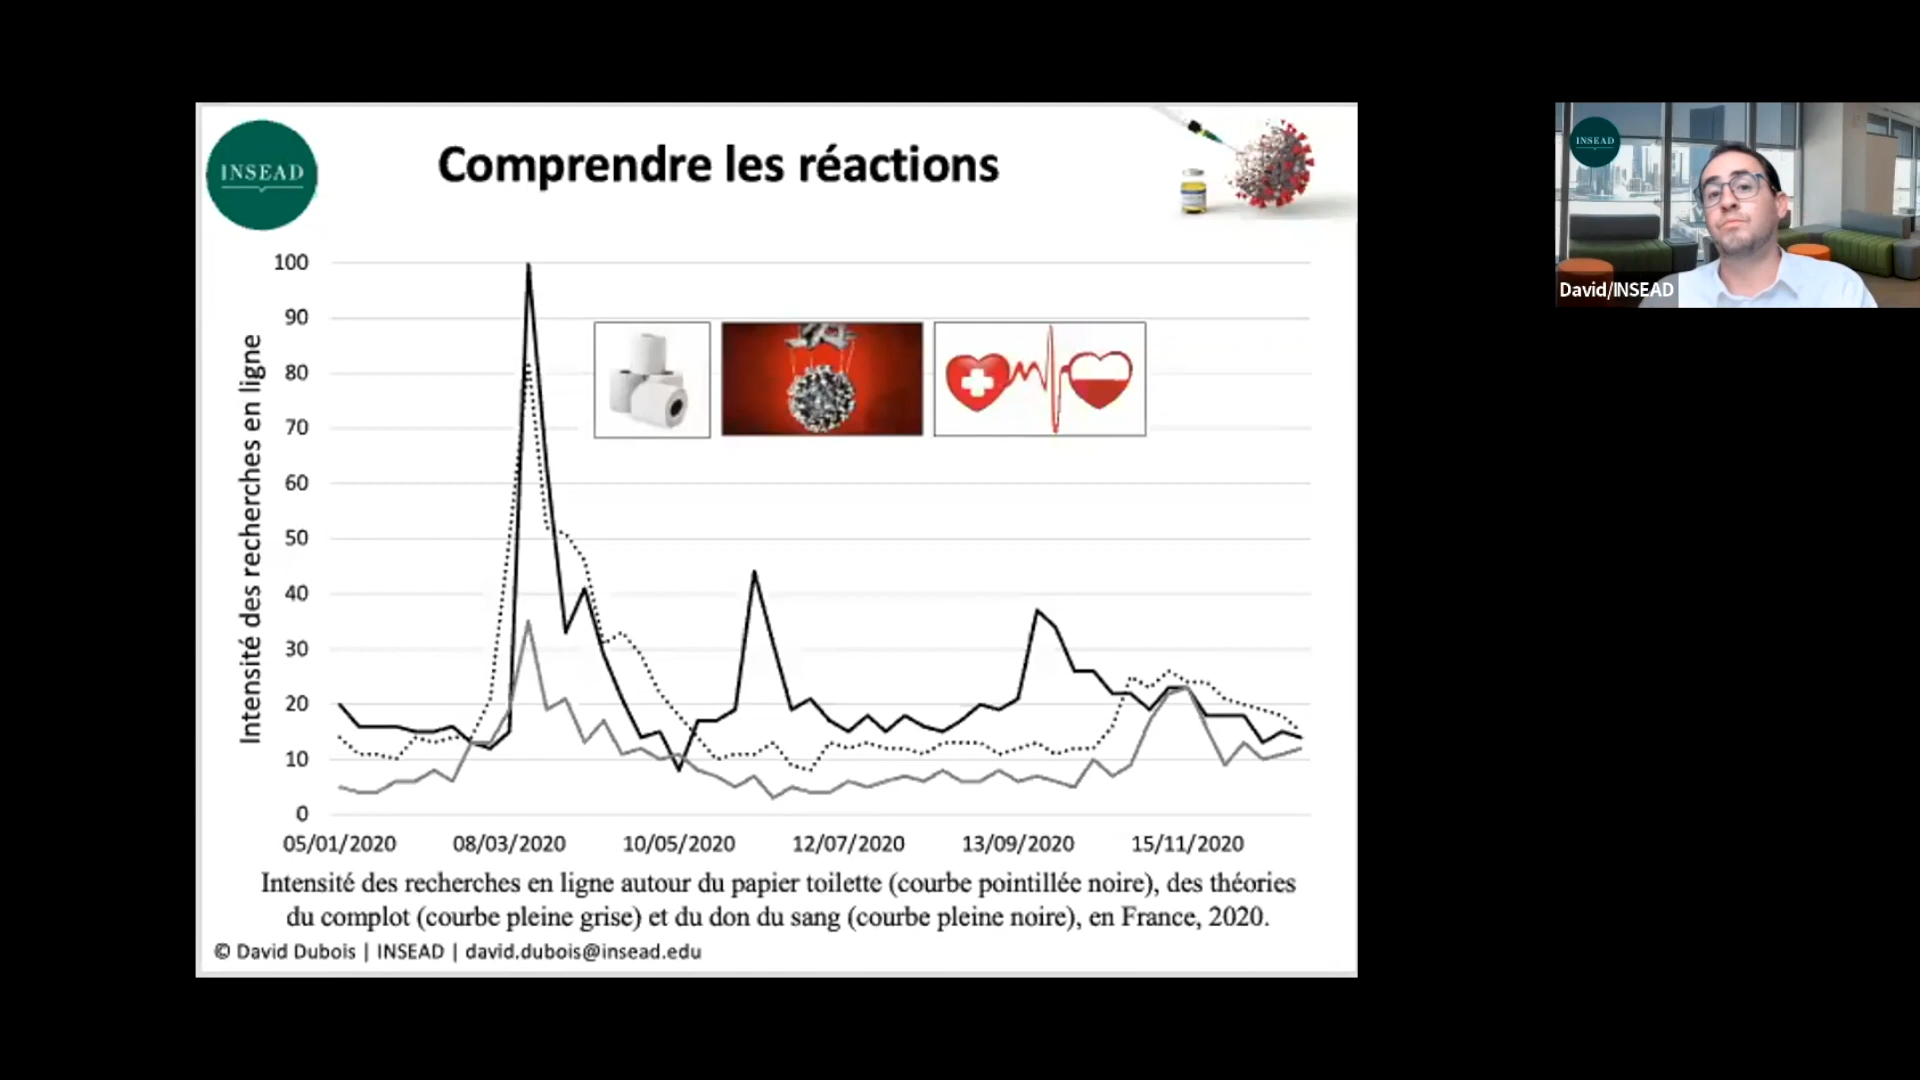 INSEAD
Comprendre les réactions
Intensité des recherches en ligne
100
90
80
70
60
50
40
30
20
10
0
05/01/2020 08/03/2020 10/05/2020 12/07/2020 13/09/2020 15/11/2020
Intensité des recherches en ligne autour du papier toilette (courbe pointillée noire), des théories
du complot (courbe pleine grise) et du don du sang (courbe pleine noire), en France, 2020.
© David Dubois | INSEAD | david.dubois@insead.edu
INSEAD
David/INSEAD